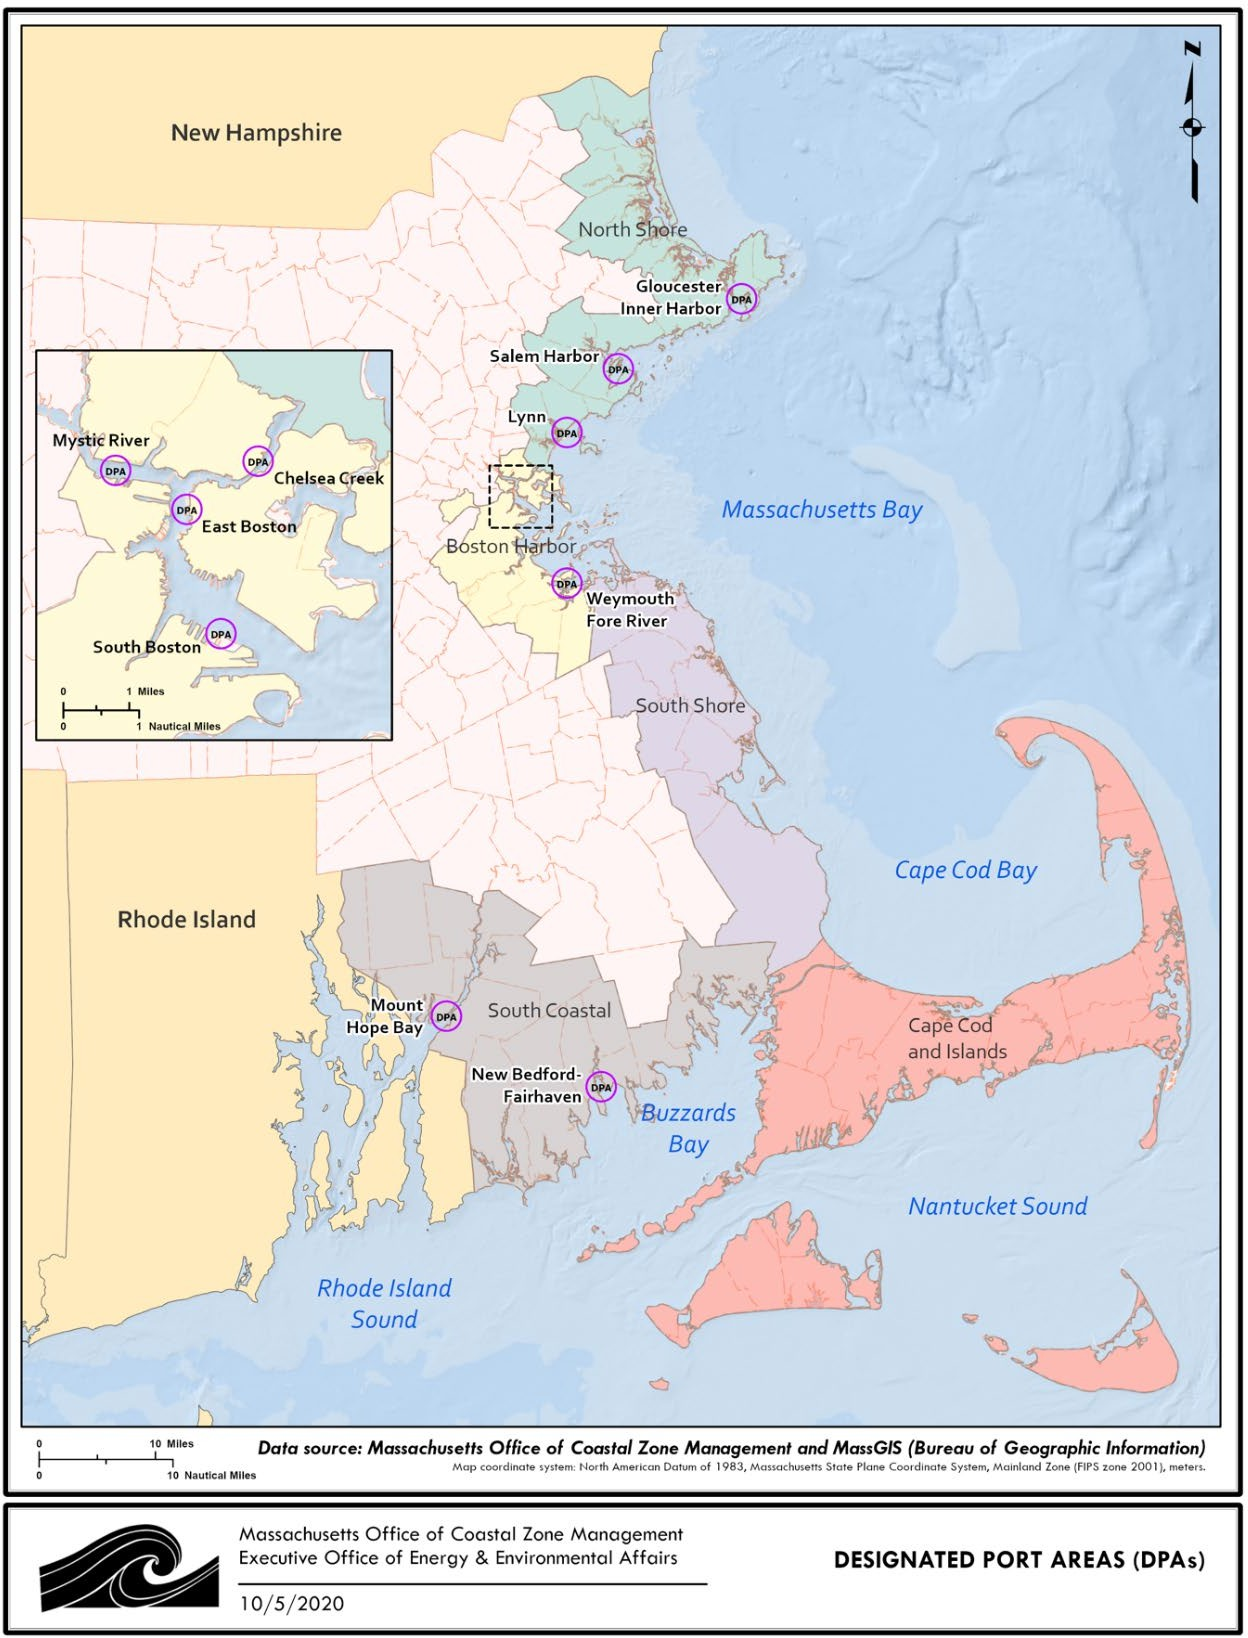 New Hampshire
North Shore
Gloucester
Inner Harbor
DPA
Salem Harbor
DPA
Lynn
DPA
Massachusetts Bay
Boston Harbor
DPA
Weymouth
Fore River
South Shore
Mystic River
DPA
DPA
Chelsea Creek
DPA
East Boston
DPA
South Boston
0 1 Miles
0 1 Nautical Miles
Cape Cod Bay
Rhode Island
Mount
Hope Bay
DPA
South Coastal
Cape Cod
and Islands
New Bedford-
Fairhaven
DPA
Buzzards
Bay
Nantucket Sound
Rhode Island
Sound
N
0 10 Miles
0 10 Nautical Miles
Data source: Massachusetts Office of Coastal Zone Management and MassGIS (Bureau of Geographic Information)
Map coordinate system: North American Datum of 1983, Massachusetts State Plane Coordinate System, Mainland Zone (FIPS zone 2001), meters.
Massachusetts Office of Coastal Zone Management
Executive Office of Energy & Environmental Affairs
10/5/2020
DESIGNATED PORT AREAS (DPAs)